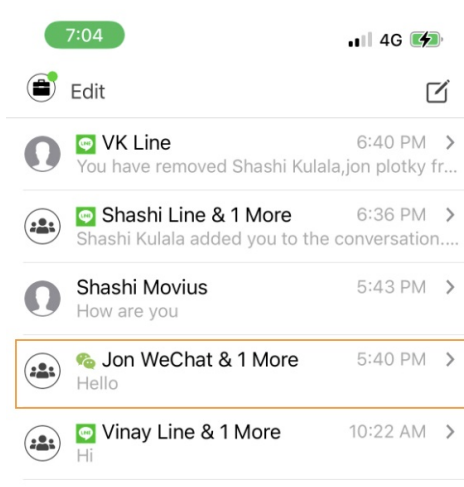 7:04
4G
Edit
VK Line 6:40 PM
You have removed Shashi Kulala,jon plotky fr...
Shashi Line & 1 More 6:36 PM
Shashi Kulala added you to the conversation....
Shashi Movius 5:43 PM
How are you
Jon WeChat & 1 More 5:40 PM
Hello
Vinay Line & 1 More 10:22 AM
Hi